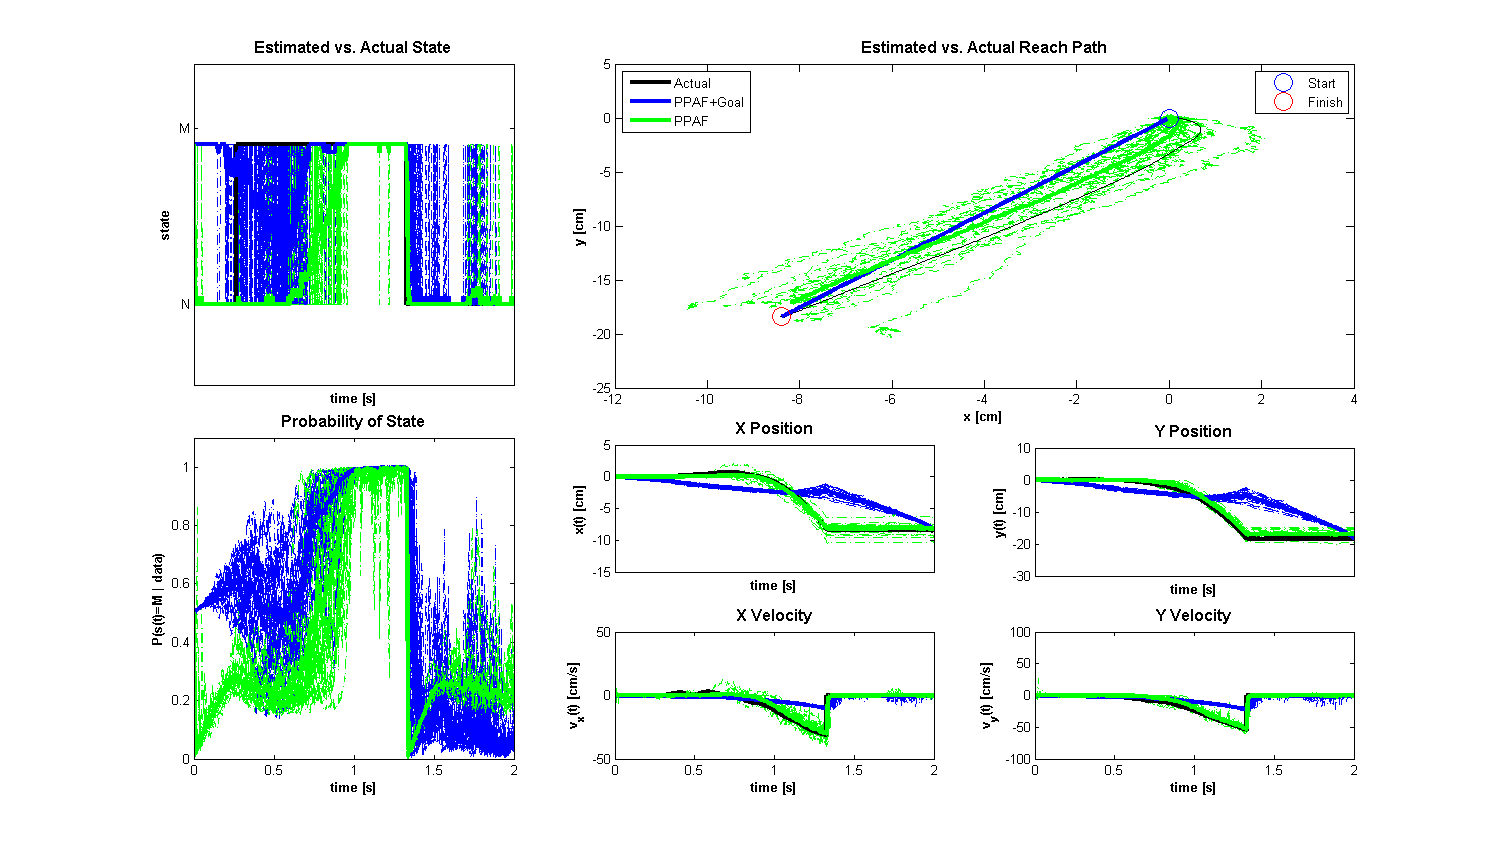 Estimated vs. Actual State
M
N
state
time [s]
Estimated vs. Actual Reach Path
5
0
-5
-10
-15
-20
-25
y [cm]
Actual
PPAF+Goal
PPAF
Start
Finish
-12
-10
-8
-6
-4
-2
0
2
4
x [cm]
Probability of State
1
0.8
0.6
0.4
0.2
0
P(s(t)=M | data)
0
0.5
1
1.5
2
time [s]
X Position
5
0
-5
-10
-15
x(t) [cm]
time [s]
Y Position
10
0
-10
-20
-30
y(t) [cm]
time [s]
X Velocity
50
0
-50
vx(t) [cm/s]
0
0.5
1
1.5
2
time [s]
Y Velocity
100
50
0
-50
-100
vy(t) [cm/s]
0
0.5
1
1.5
2
time [s]